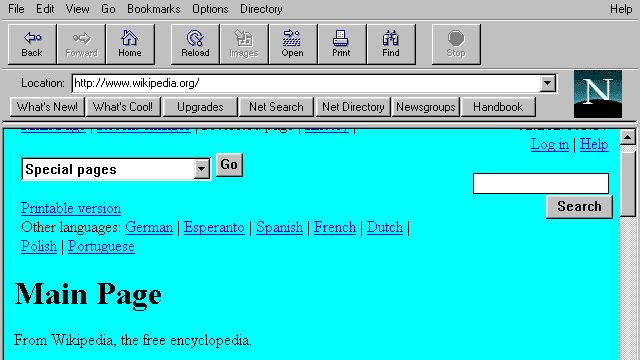 File Edit View Go Bookmarks Options Directory Help
Back Forward Home Reload Images Open Print Find Stop
Location: http://www.wikipedia.org/
N
What's New! What's Cool! Upgrades Net Search Net Directory Newsgroups Handbook
Log in | Help
Special pages Go
Search
Printable version
Other languages: German | Esperanto | Spanish | French | Dutch |
Polish | Portuguese
Main Page
From Wikipedia, the free encyclopedia.